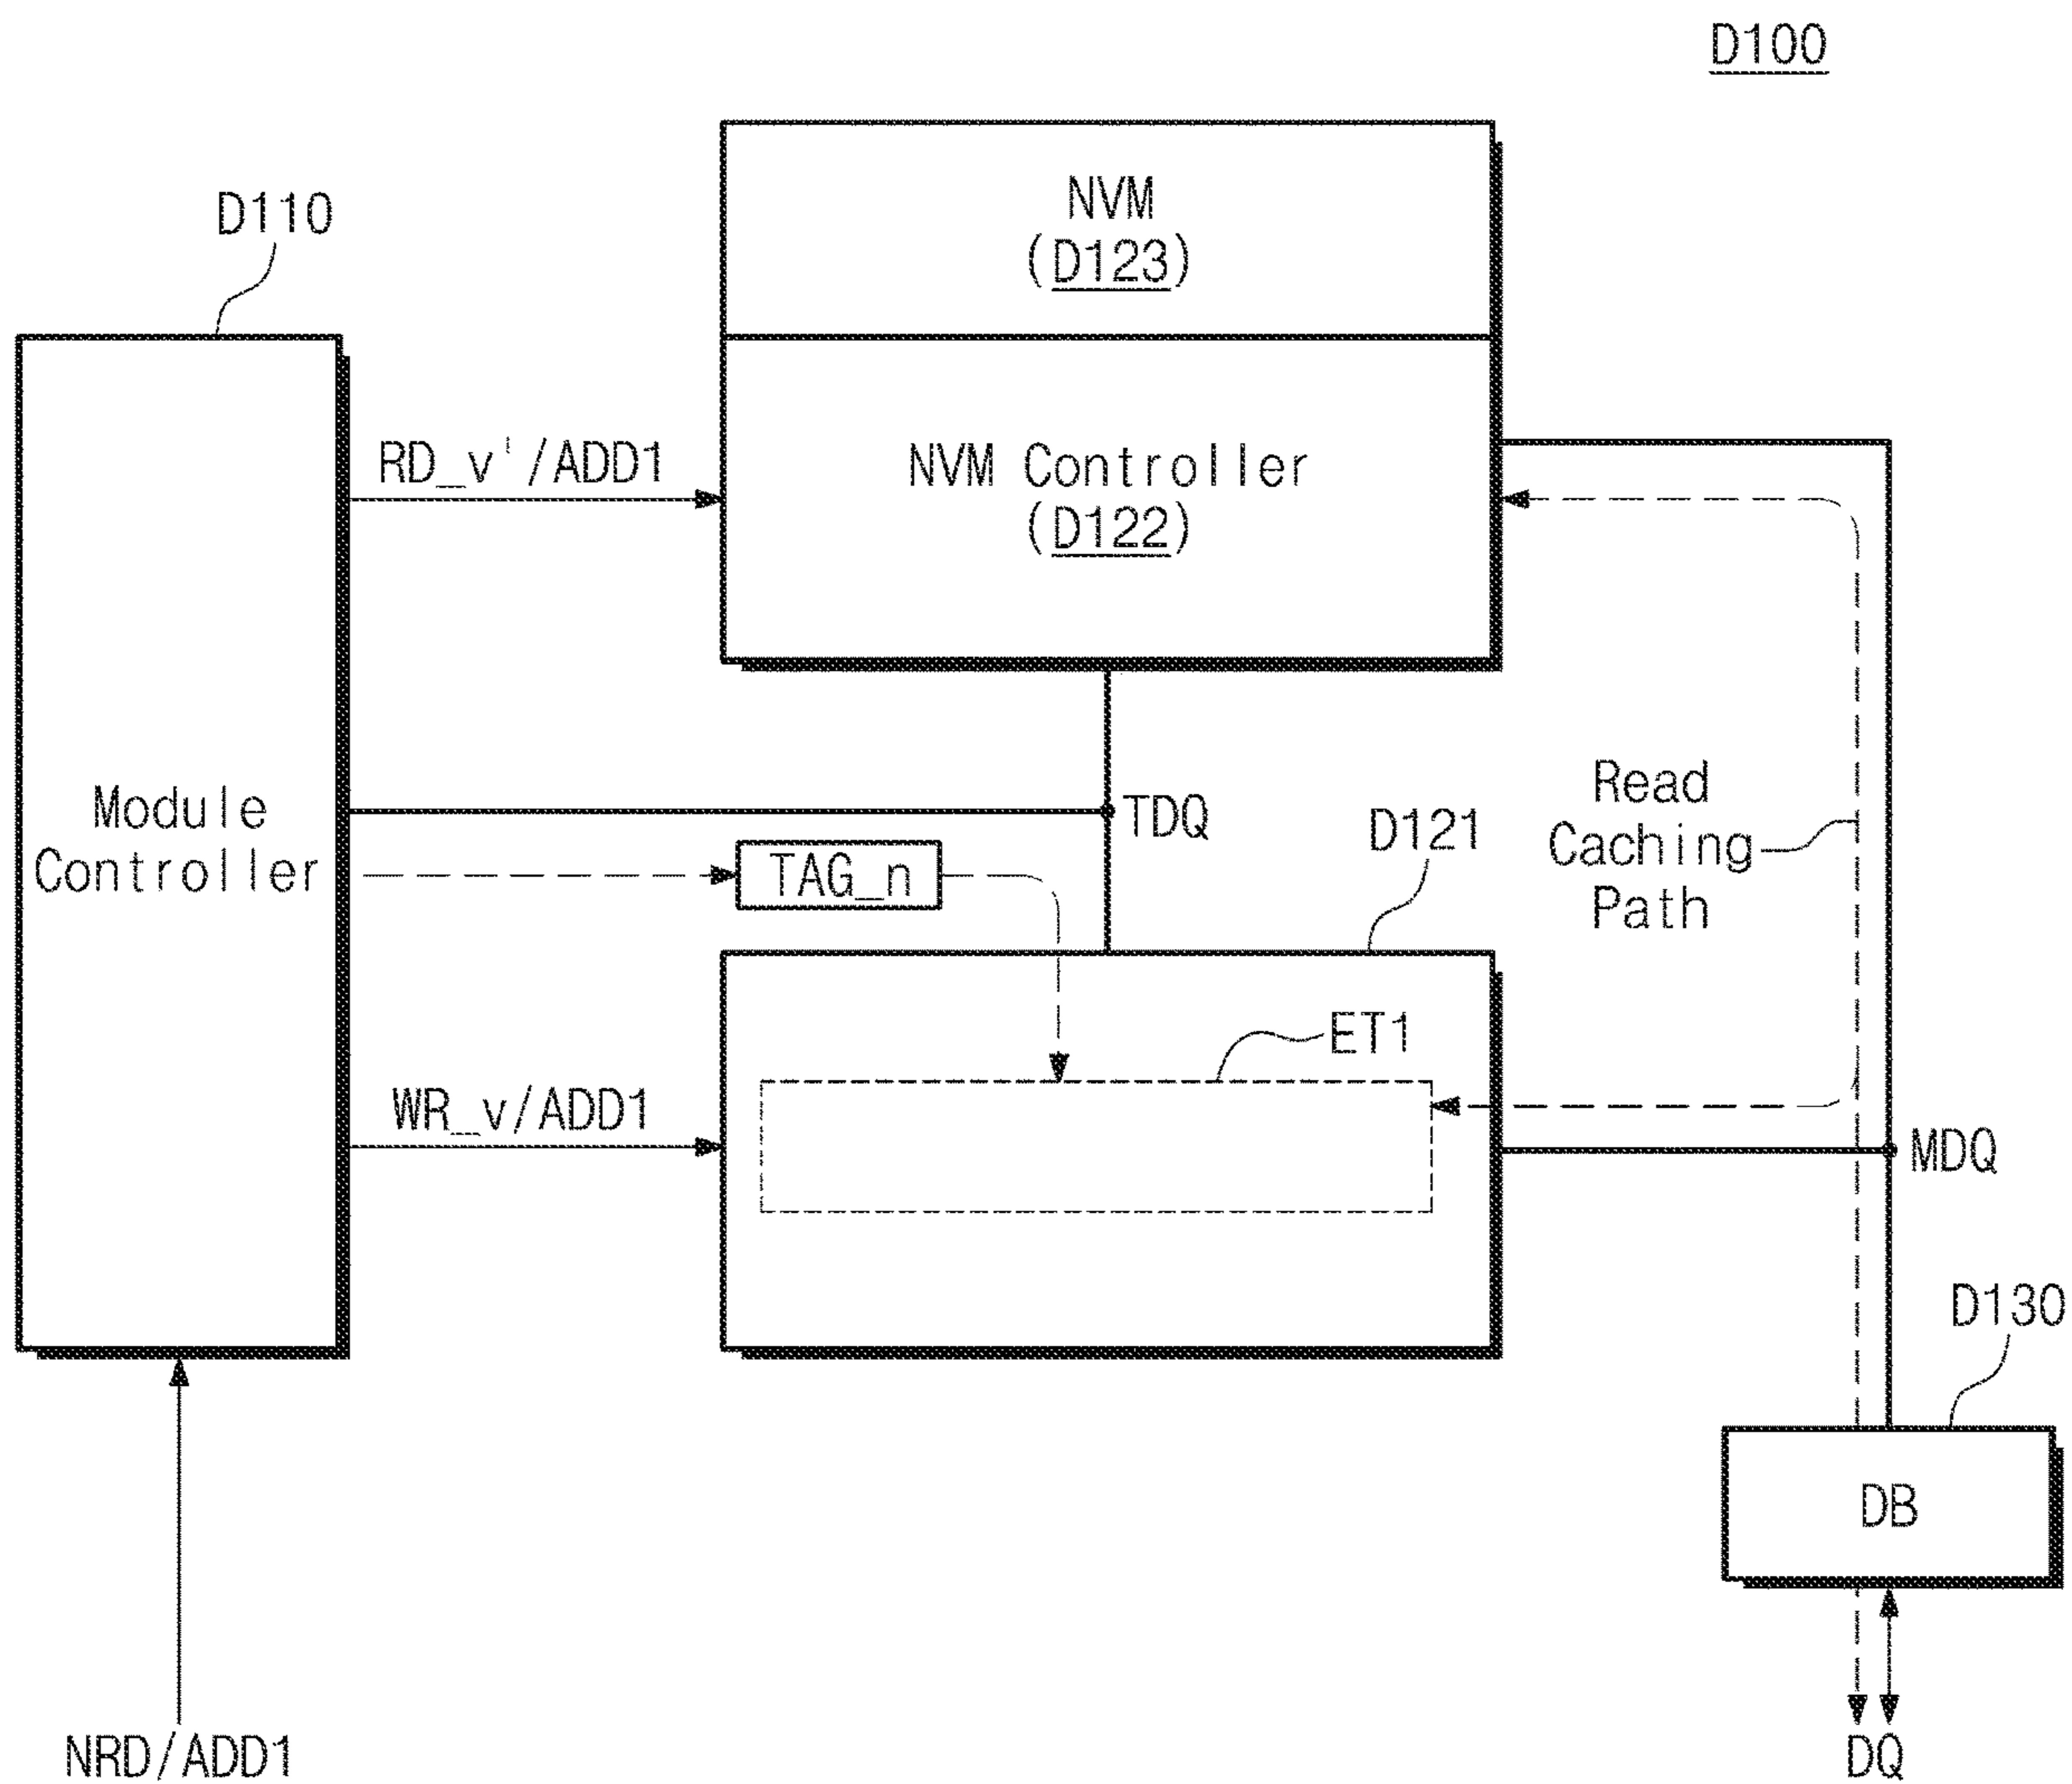 D100
D110
NVM
(D123)
RD_v'/ADD1
NVM Controller
(D122)
Module
Controller
TDQ
TAG_n
D121
Read
Caching
Path
ET1
WR_v/ADD1
MDQ
D130
DB
NRD/ADD1
DQ